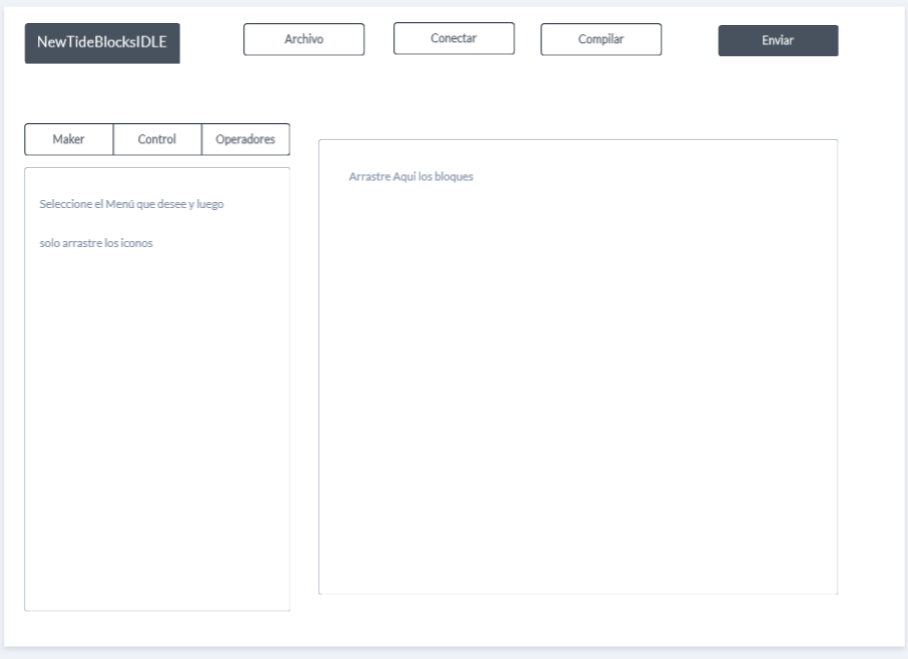 NewTideBlocksIDLE
Archivo
Conectar
Compilar
Enviar
Maker
Control
Operadores
Seleccione el Menú que desee y luego
solo arrastre los iconos
Arrastre Aqui los bloques